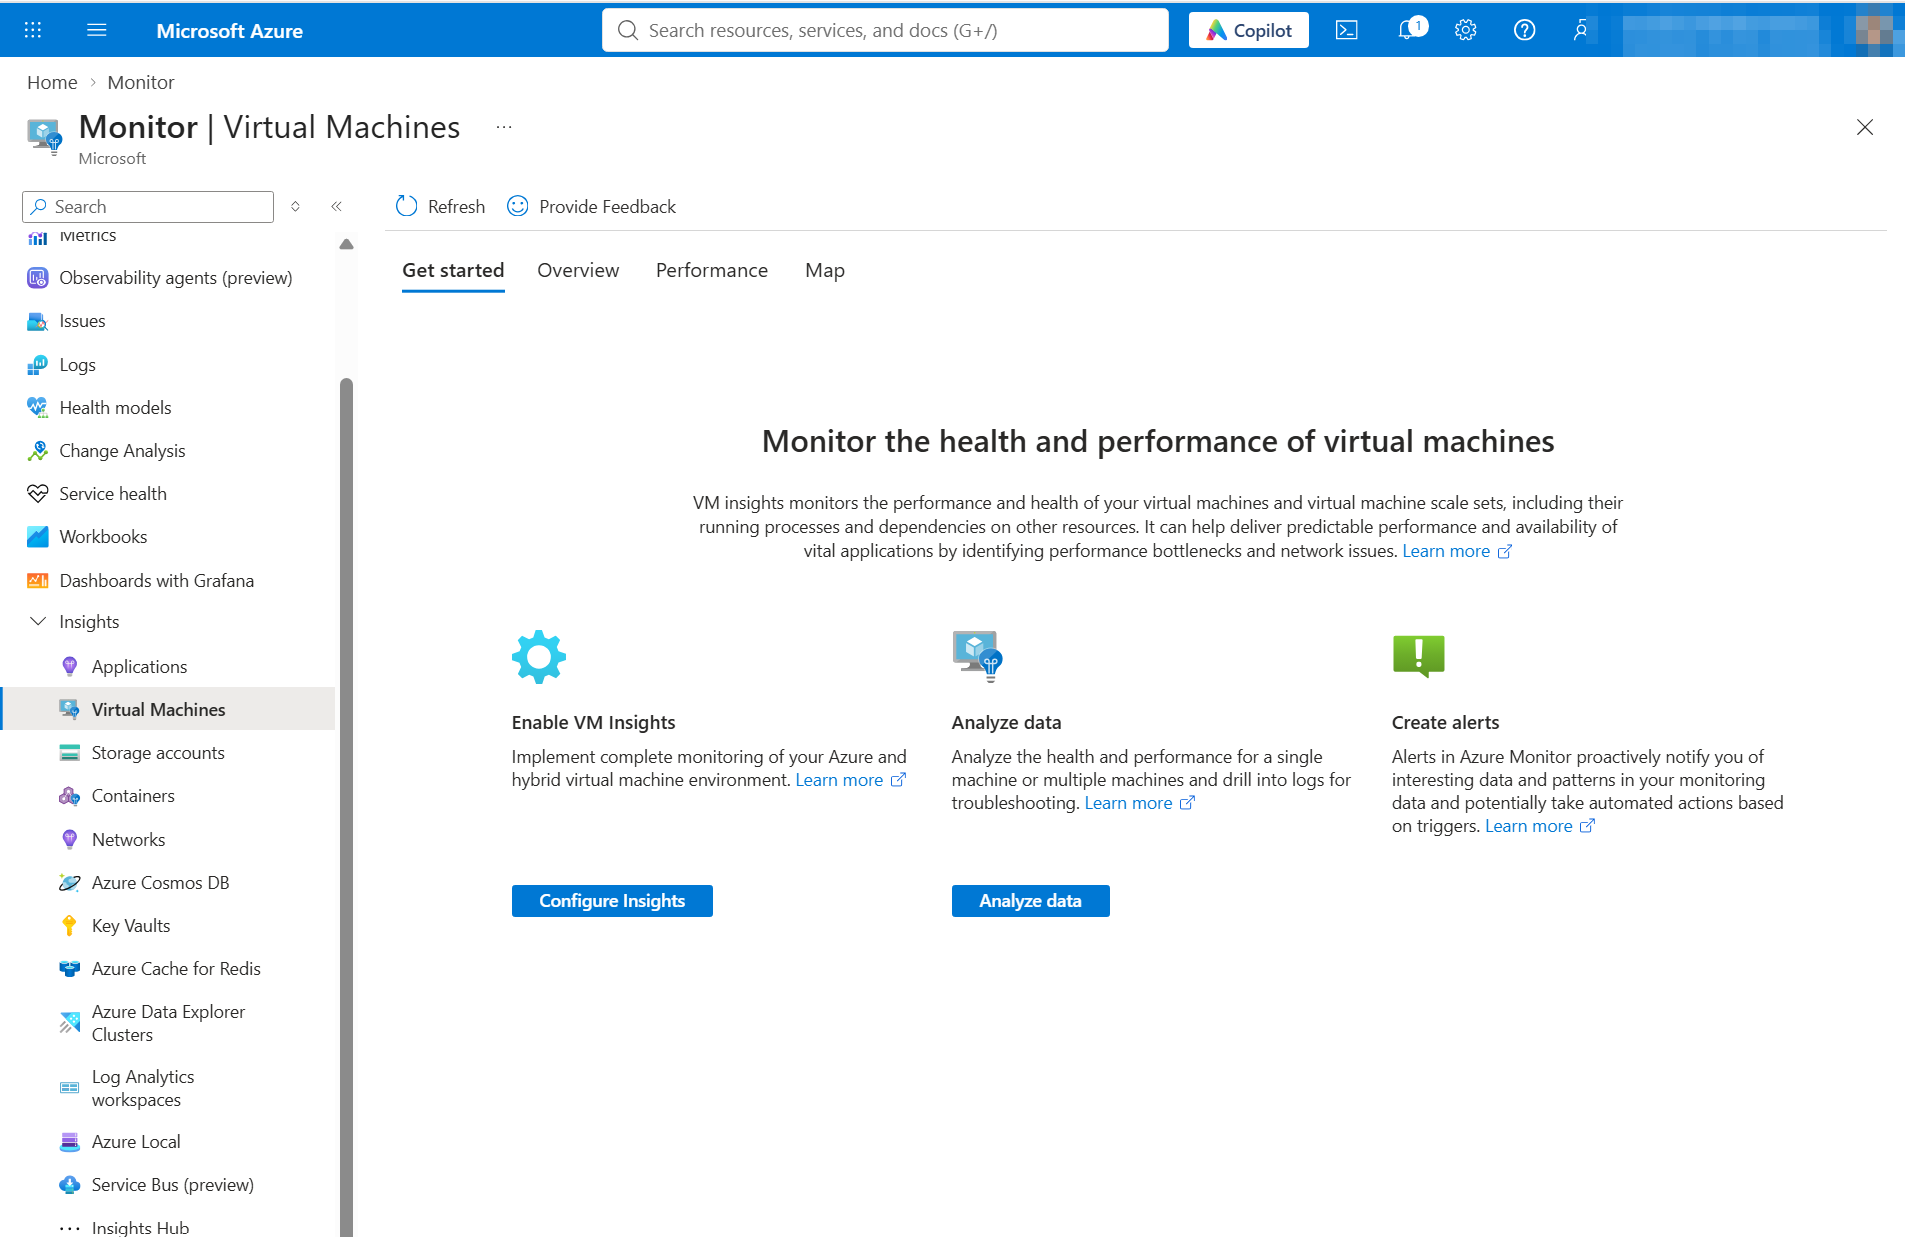 Microsoft Azure
Search resources, services, and docs (G+/)
Copilot
1
Home > Monitor
Monitor | Virtual Machines ...
Microsoft
Search
Refresh
Provide Feedback
Metrics
Observability agents (preview)
Issues
Logs
Health models
Change Analysis
Service health
Workbooks
Dashboards with Grafana
Insights
Applications
Virtual Machines
Storage accounts
Containers
Networks
Azure Cosmos DB
Key Vaults
Azure Cache for Redis
Azure Data Explorer
Clusters
Log Analytics
workspaces
Azure Local
Service Bus (preview)
Insights Hub
Get started
Overview
Performance
Map
Monitor the health and performance of virtual machines
VM insights monitors the performance and health of your virtual machines and virtual machine scale sets, including their
running processes and dependencies on other resources. It can help deliver predictable performance and availability of
vital applications by identifying performance bottlenecks and network issues. Learn more
Enable VM Insights
Implement complete monitoring of your Azure and
hybrid virtual machine environment. Learn more
Configure Insights
Analyze data
Analyze the health and performance for a single
machine or multiple machines and drill into logs for
troubleshooting. Learn more
Analyze data
Create alerts
Alerts in Azure Monitor proactively notify you of
interesting data and patterns in your monitoring
data and potentially take automated actions based
on triggers. Learn more